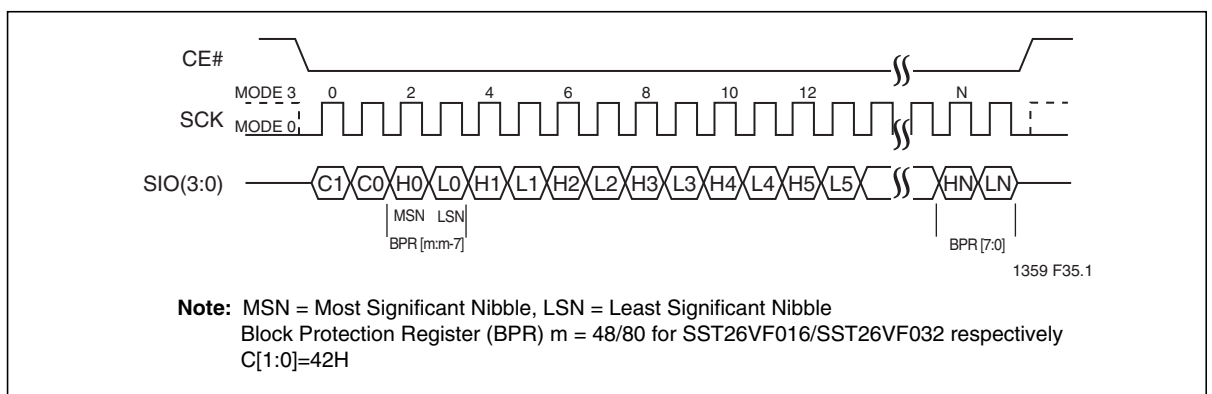 CE#
MODE 3 0 2 4 6 8 10 12 N
SCK
MODE 0
SIO(3:0) C1 C0 H0 L0 H1 L1 H2 L2 H3 L3 H4 L4 H5 L5 HN LN
MSN LSN
BPR [m:m-7] BPR [7:0]
1359 F35.1
Note: MSN = Most Significant Nibble, LSN = Least Significant Nibble
Block Protection Register (BPR) m = 48/80 for SST26VF016/SST26VF032 respectively
C[1:0]=42H